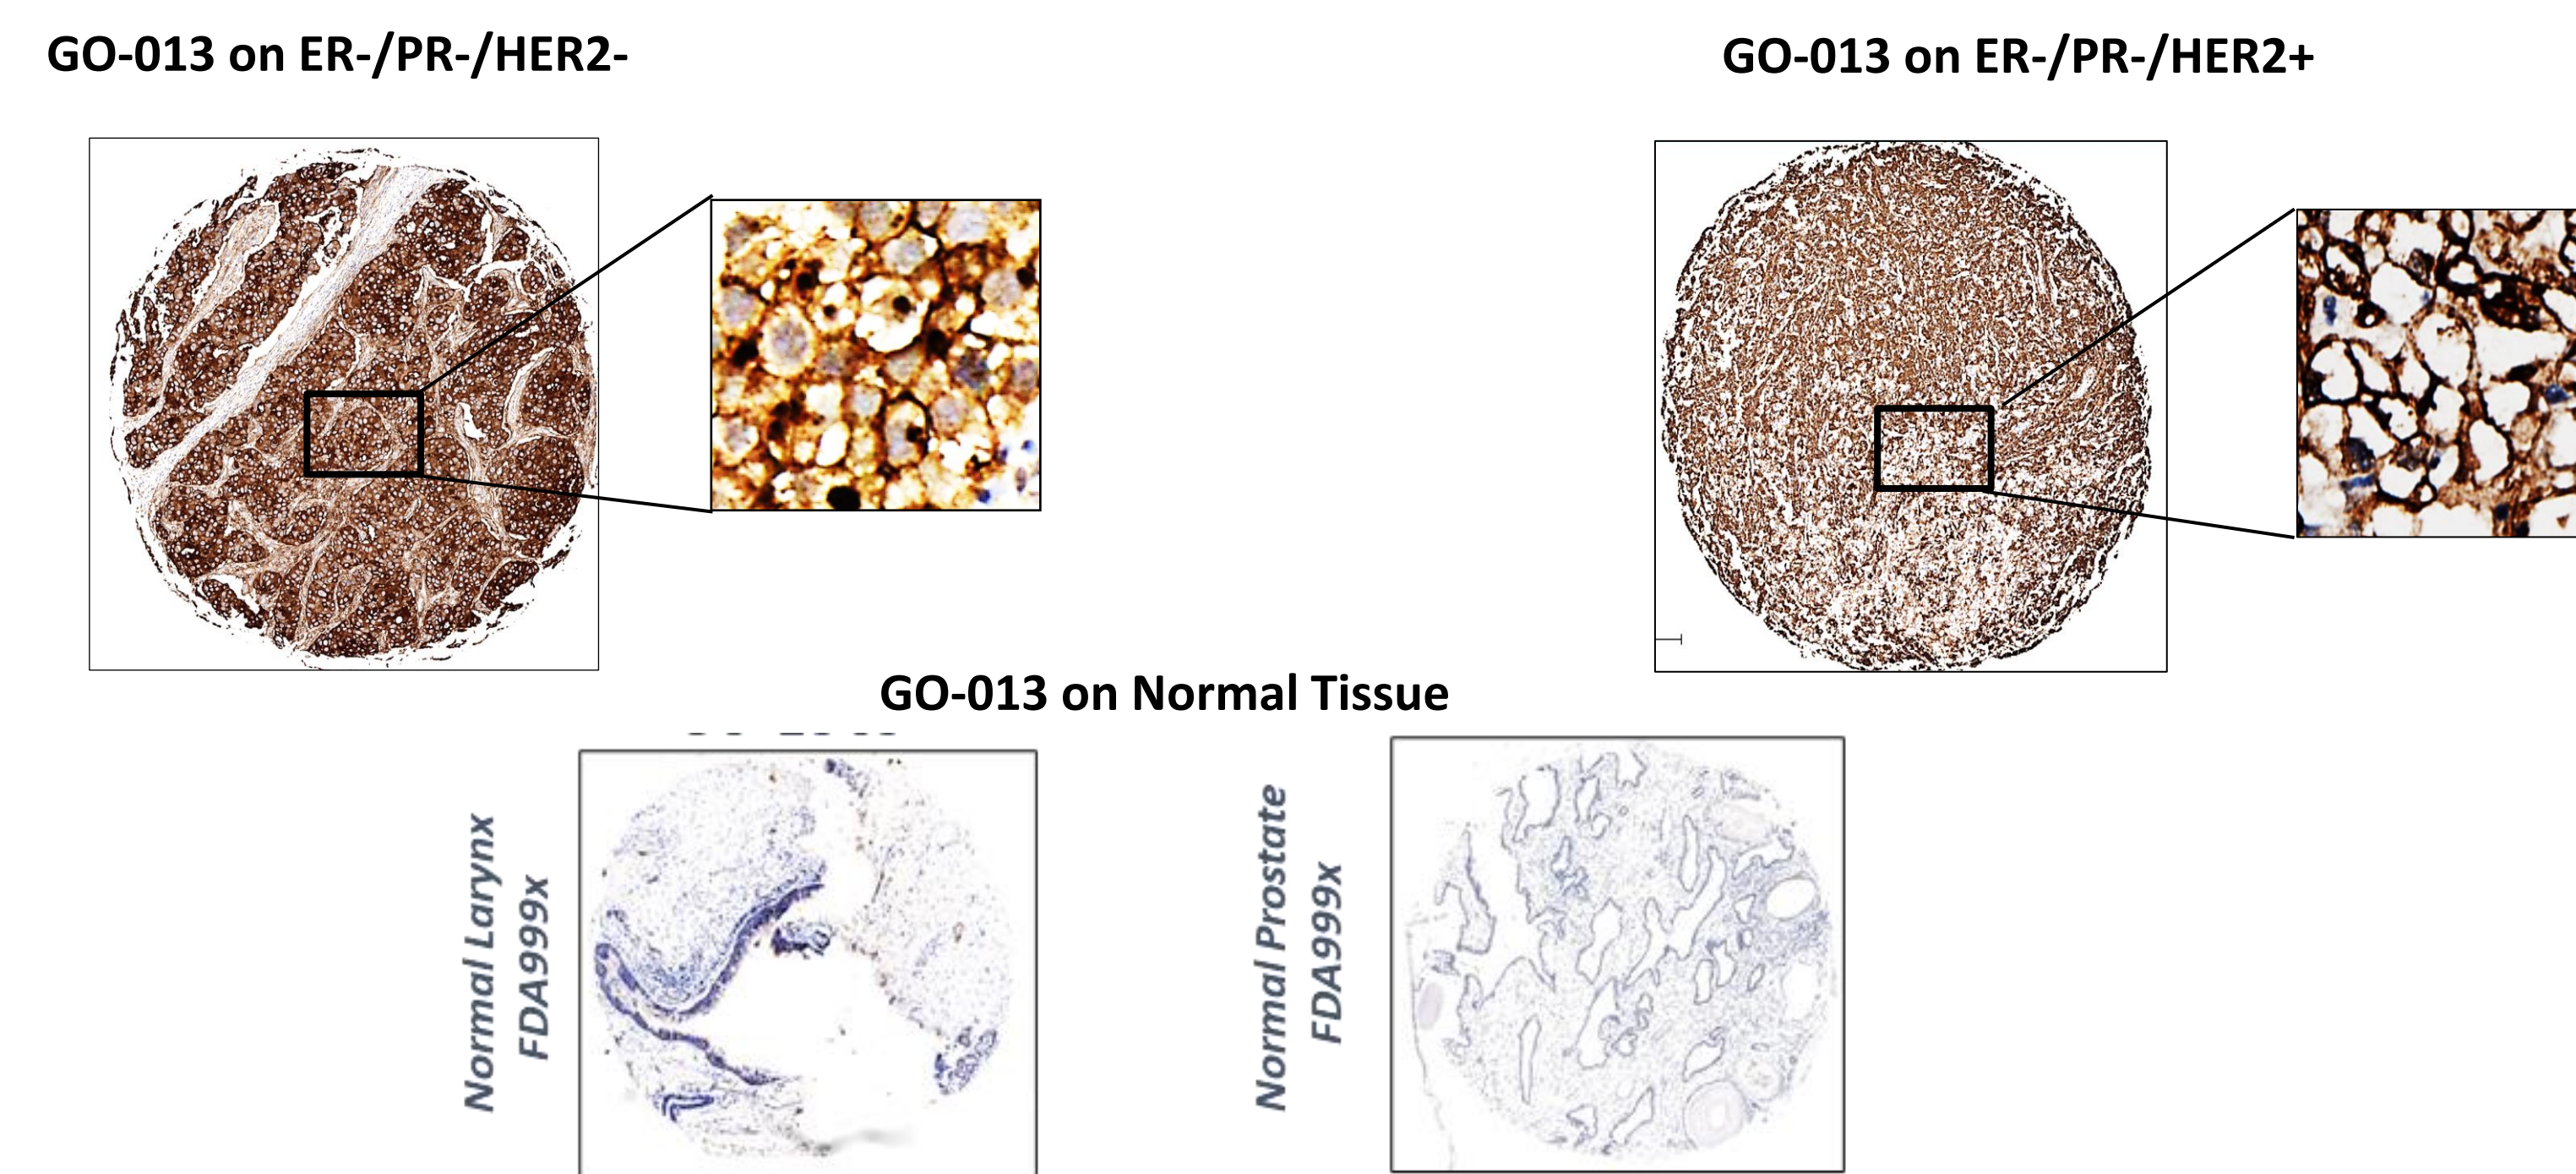 GO-013 on ER-/PR-/HER2-
GO-013 on ER-/PR-/HER2+
GO-013 on Normal Tissue
Normal Larynx
FDA999x
Normal Prostate
FDA999x